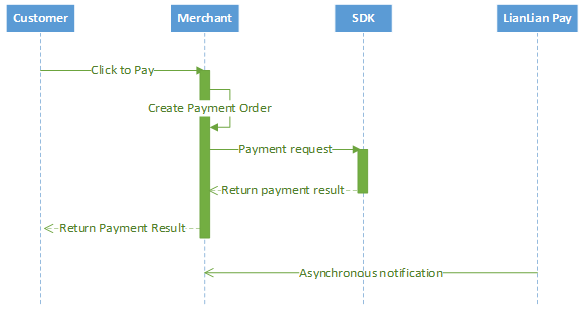 Customer
Merchant
SDK
LianLian Pay
Click to Pay
Create Payment Order
Payment request
Return payment result
Return Payment Result
Asynchronous notification